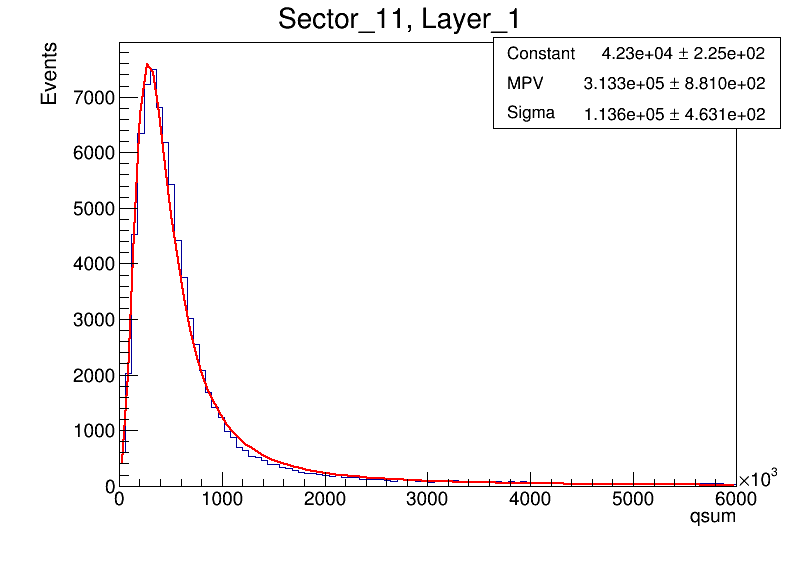 Sector_11, Layer_1
Events
Constant 4.23e+04 ± 2.25e+02
MPV 3.133e+05 ± 8.810e+02
Sigma 1.136e+05 ± 4.631e+02
7000
6000
5000
4000
3000
2000
1000
0
0 1000 2000 3000 4000 5000 6000
×10³
qsum